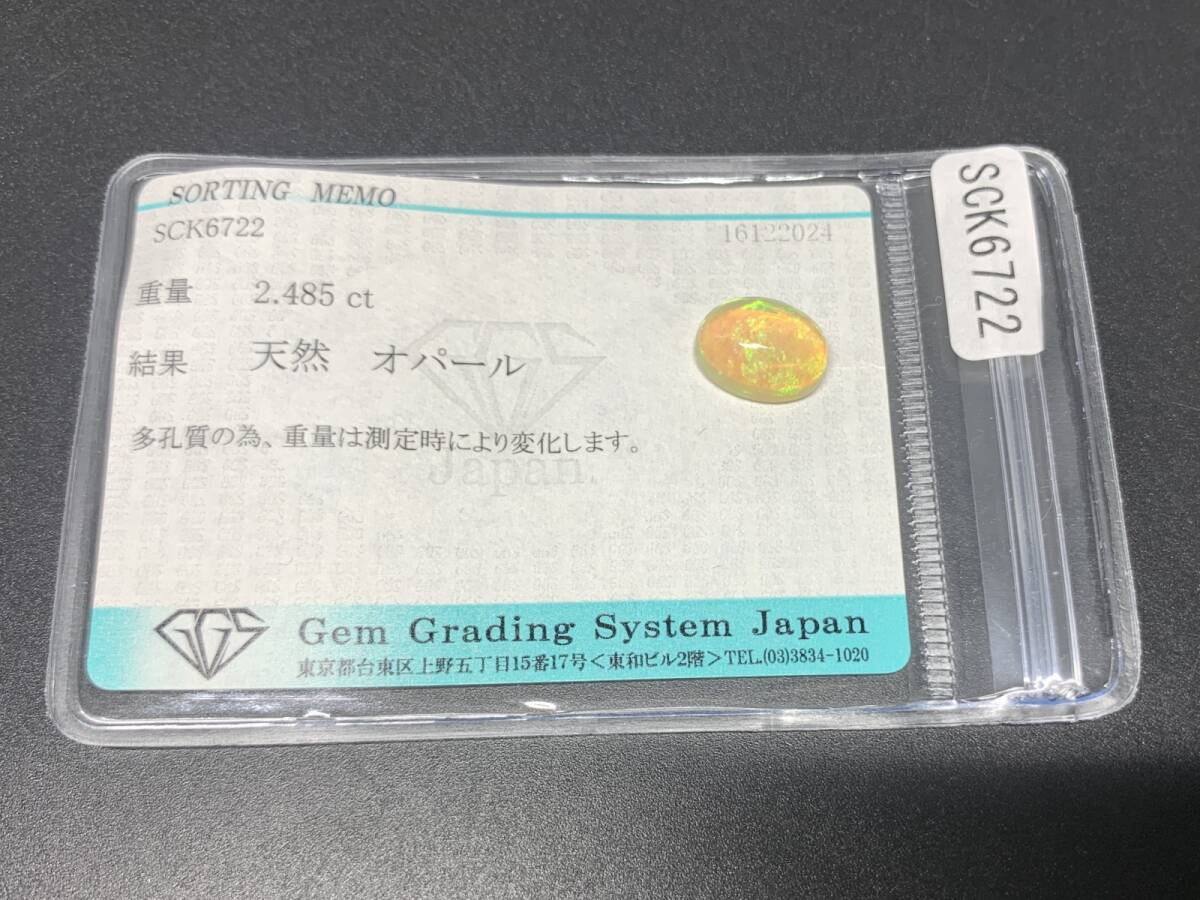 SORTING MEMO
SCK6722 16122024
重量 2.485 ct
結果 天然 オパール
多孔質の為、重量は測定時により変化します。
Japan
GGS
Gem Grading System Japan
東京都台東区上野五丁目15番17号＜東和ビル2階＞TEL.(03)3834-1020
SCK6722